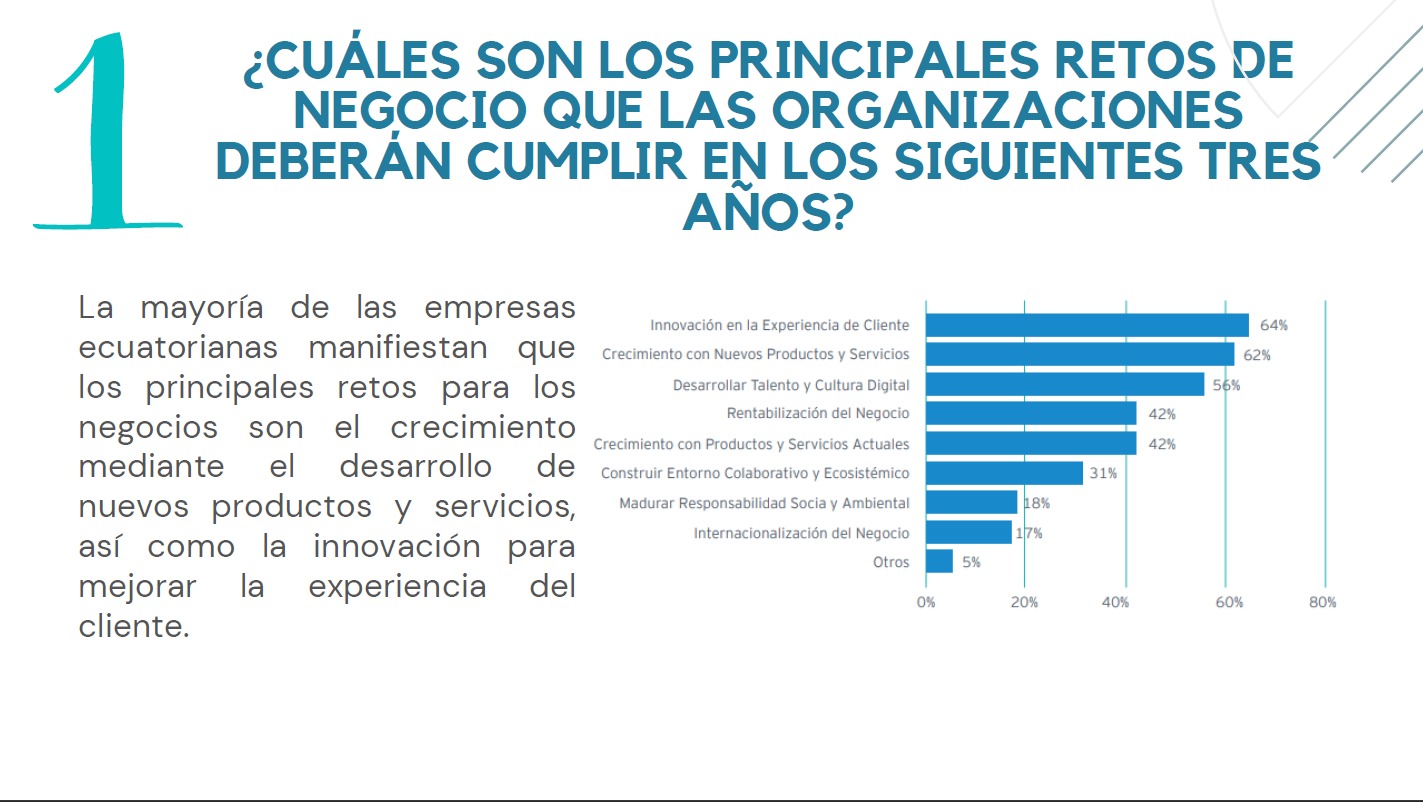 1
¿CUÁLES SON LOS PRINCIPALES RETOS DE
NEGOCIO QUE LAS ORGANIZACIONES
DEBERÁN CUMPLIR EN LOS SIGUIENTES TRES
AÑOS?
La mayoría de las empresas
ecuatorianas manifiestan que
los principales retos para los
negocios son el crecimiento
mediante el desarrollo de
nuevos productos y servicios,
así como la innovación para
mejorar la experiencia del
cliente.
Innovación en la Experiencia de Cliente 64%
Crecimiento con Nuevos Productos y Servicios 62%
Desarrollar Talento y Cultura Digital 56%
Rentabilización del Negocio 42%
Crecimiento con Productos y Servicios Actuales 42%
Construir Entorno Colaborativo y Ecosistémico 31%
Madurar Responsabilidad Socia y Ambiental 18%
Internacionalización del Negocio 17%
Otros 5%
0% 20% 40% 60% 80%